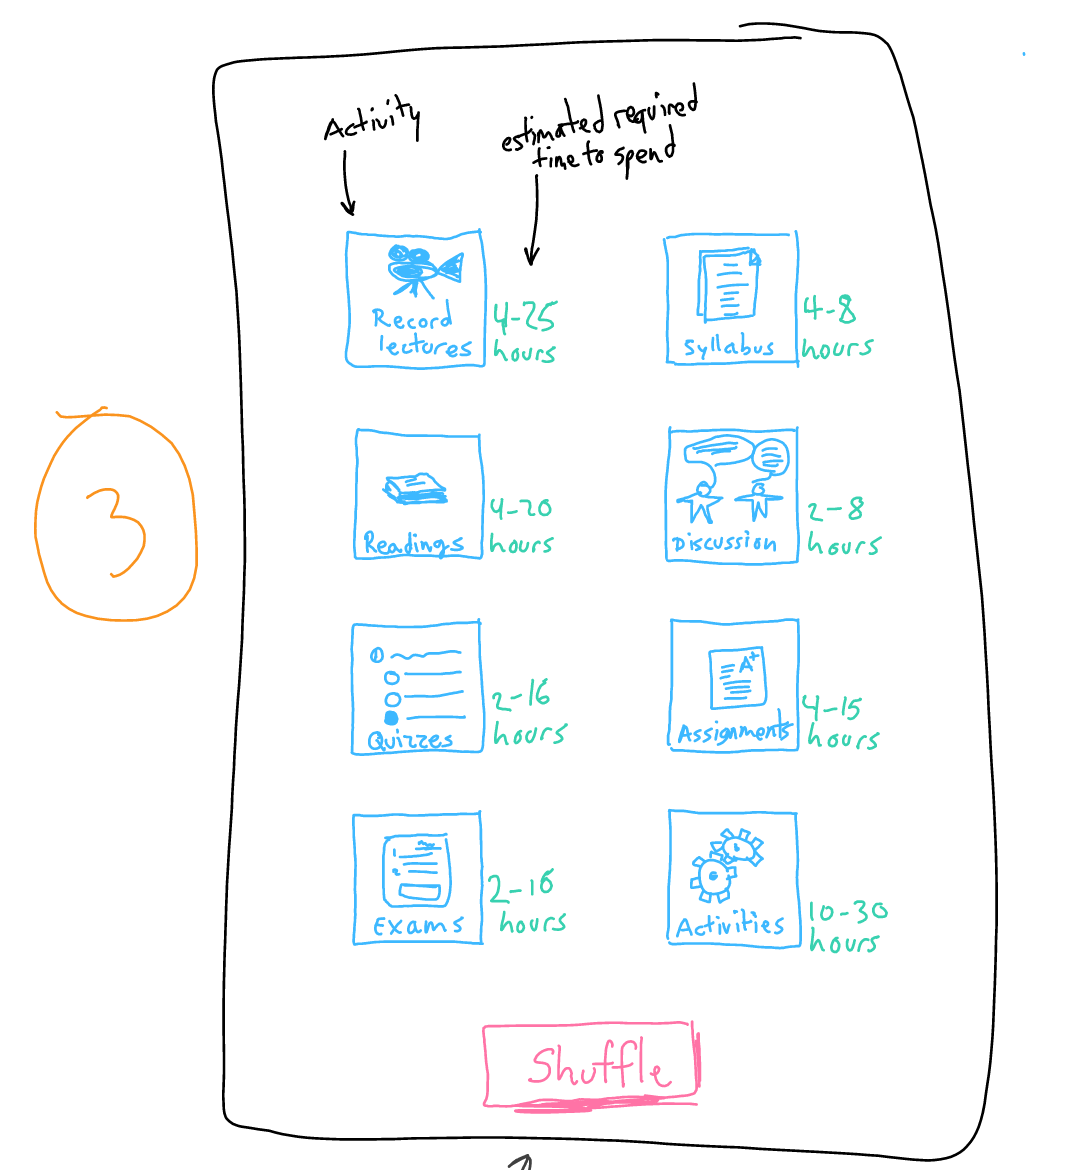 Activity
estimated required
time to spend
Record
lectures
4-25
hours
Syllabus
4-8
hours
3
Readings
4-20
hours
Discussion
2-8
hours
Quizzes
2-16
hours
A+
Assignments
4-15
hours
1.
2.
Exams
2-16
hours
Activities
10-30
hours
Shuffle